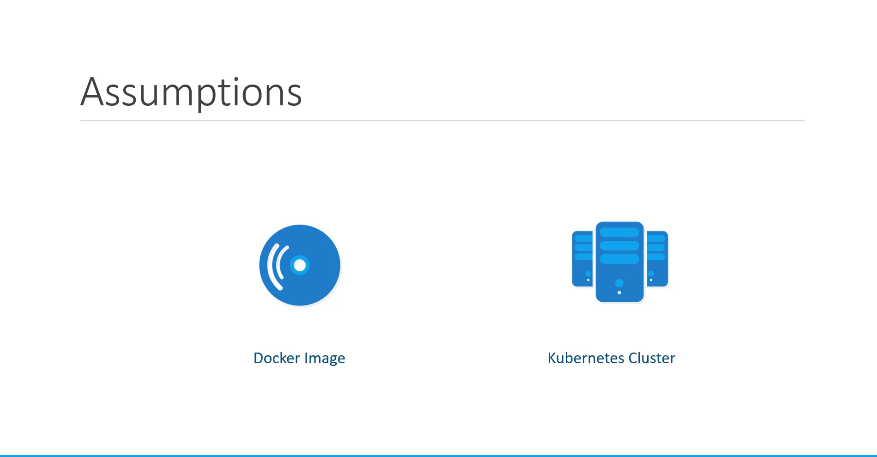 Assumptions
Docker Image
Kubernetes Cluster